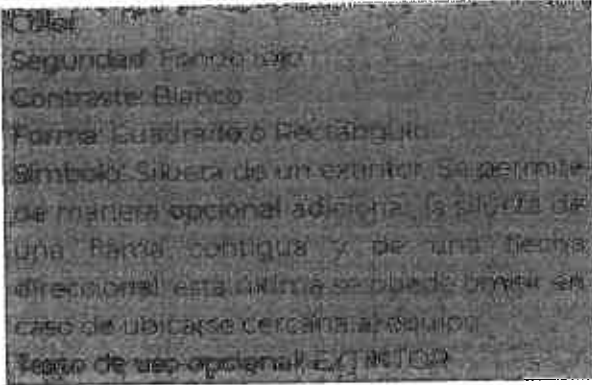 Color
Seguridad: Fondo rojo
Contraste: Blanco
Forma: Cuadrado o Rectángulo
Símbolo: Silueta de un extintor. Se permite
de manera opcional adicionar la silueta de
una flama contigua y de una flecha
direccional, esta última se puede omitir en
caso de ubicarse cercana al equipo
Texto de uso opcional: EXTINTOR